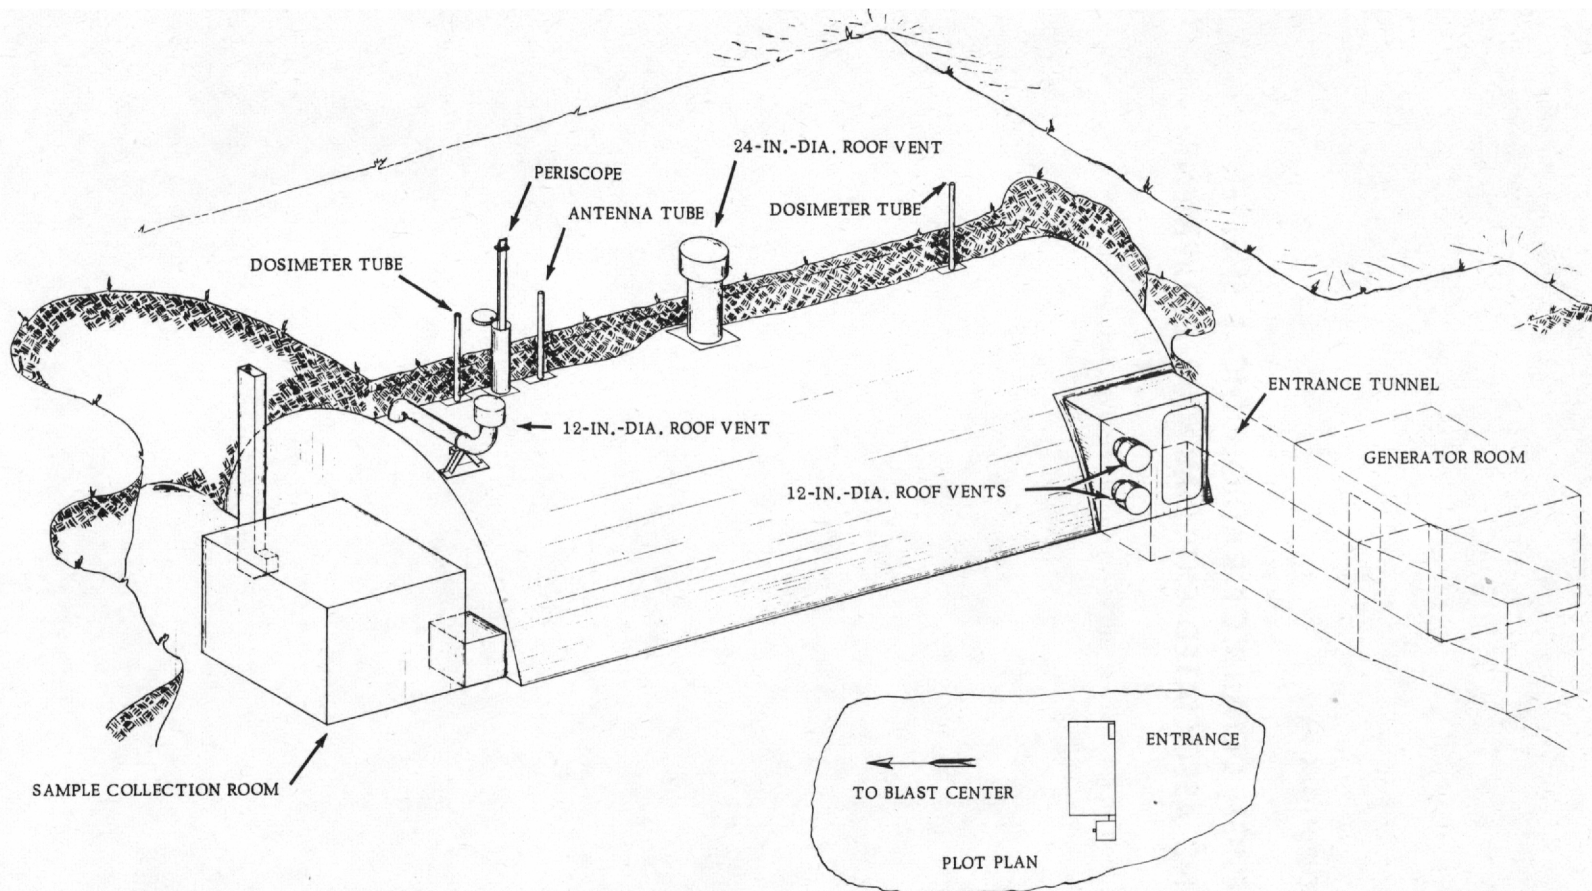 24-IN.-DIA. ROOF VENT
PERISCOPE
ANTENNA TUBE
DOSIMETER TUBE
DOSIMETER TUBE
12-IN.-DIA. ROOF VENT
ENTRANCE TUNNEL
GENERATOR ROOM
12-IN.-DIA. ROOF VENTS
SAMPLE COLLECTION ROOM
ENTRANCE
TO BLAST CENTER
PLOT PLAN